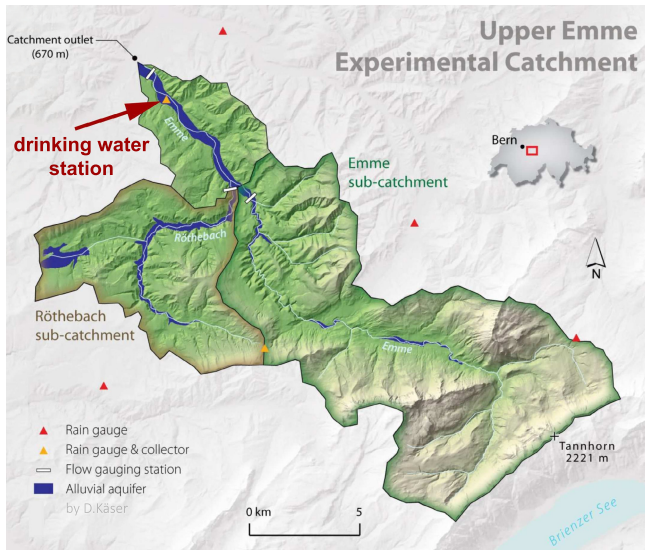 Upper Emme
Experimental Catchment
Catchment outlet
(670 m)
Emme
drinking water
station
Bern
Emme
sub-catchment
Röthebach
N
Röthebach
sub-catchment
Emme
Rain gauge
Rain gauge & collector
Flow gauging station
Alluvial aquifer
by D.Käser
Tannhorn
2221 m
0 km
5
Brienzer See